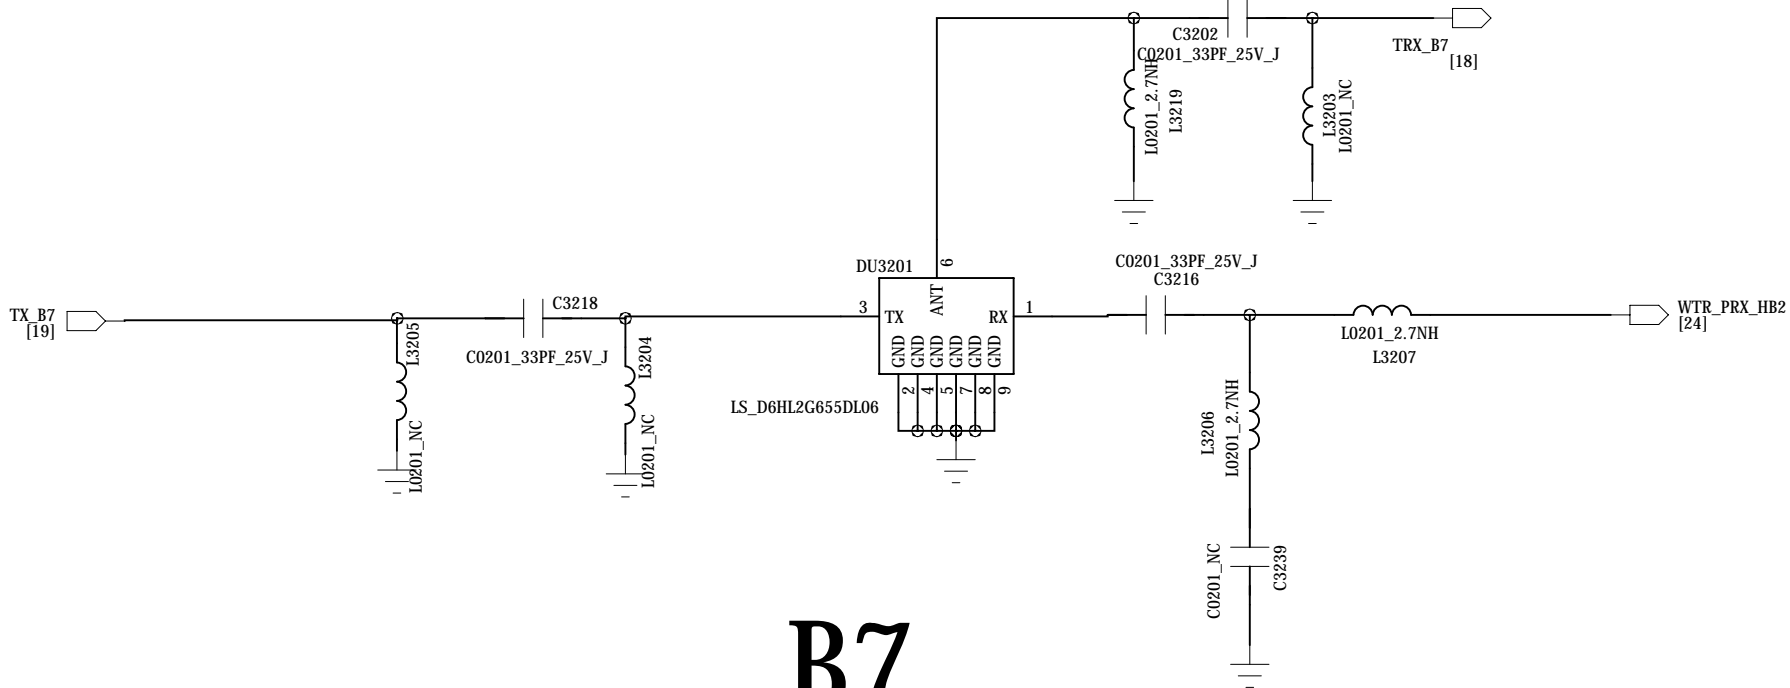 C3202
C0201_33PF_25V_J
TRX_B7
[18]
L0201_2.7NH
L3219
L3203
L0201_NC
DU3201
6
C0201_33PF_25V_J
C3216
TX_B7
[19]
C3218
C0201_33PF_25V_J
L3205
L0201_NC
L3204
L0201_NC
3
TX
ANT
RX
1
GND
GND
GND
GND
GND
GND
2
4
5
7
8
9
LS_D6HL2G655DL06
WTR_PRX_HB2
[24]
L0201_2.7NH
L3207
L3206
L0201_2.7NH
C0201_NC
C3239
B7